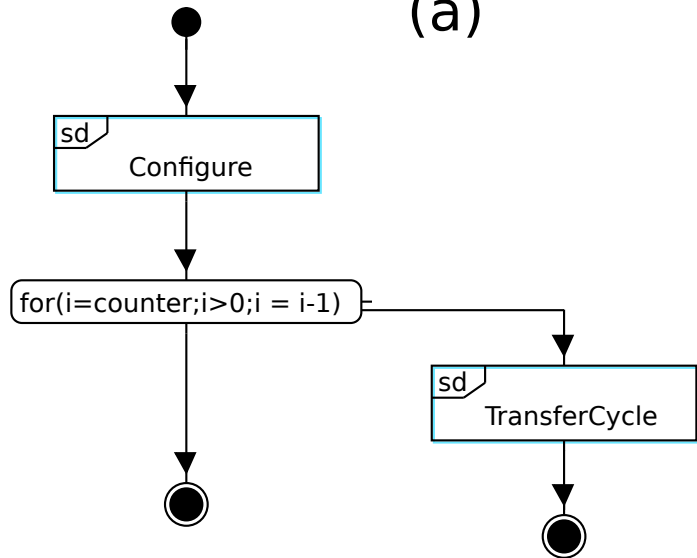 (a)
sd
Configure
for(i=counter;i>0;i = i-1)
sd
TransferCycle